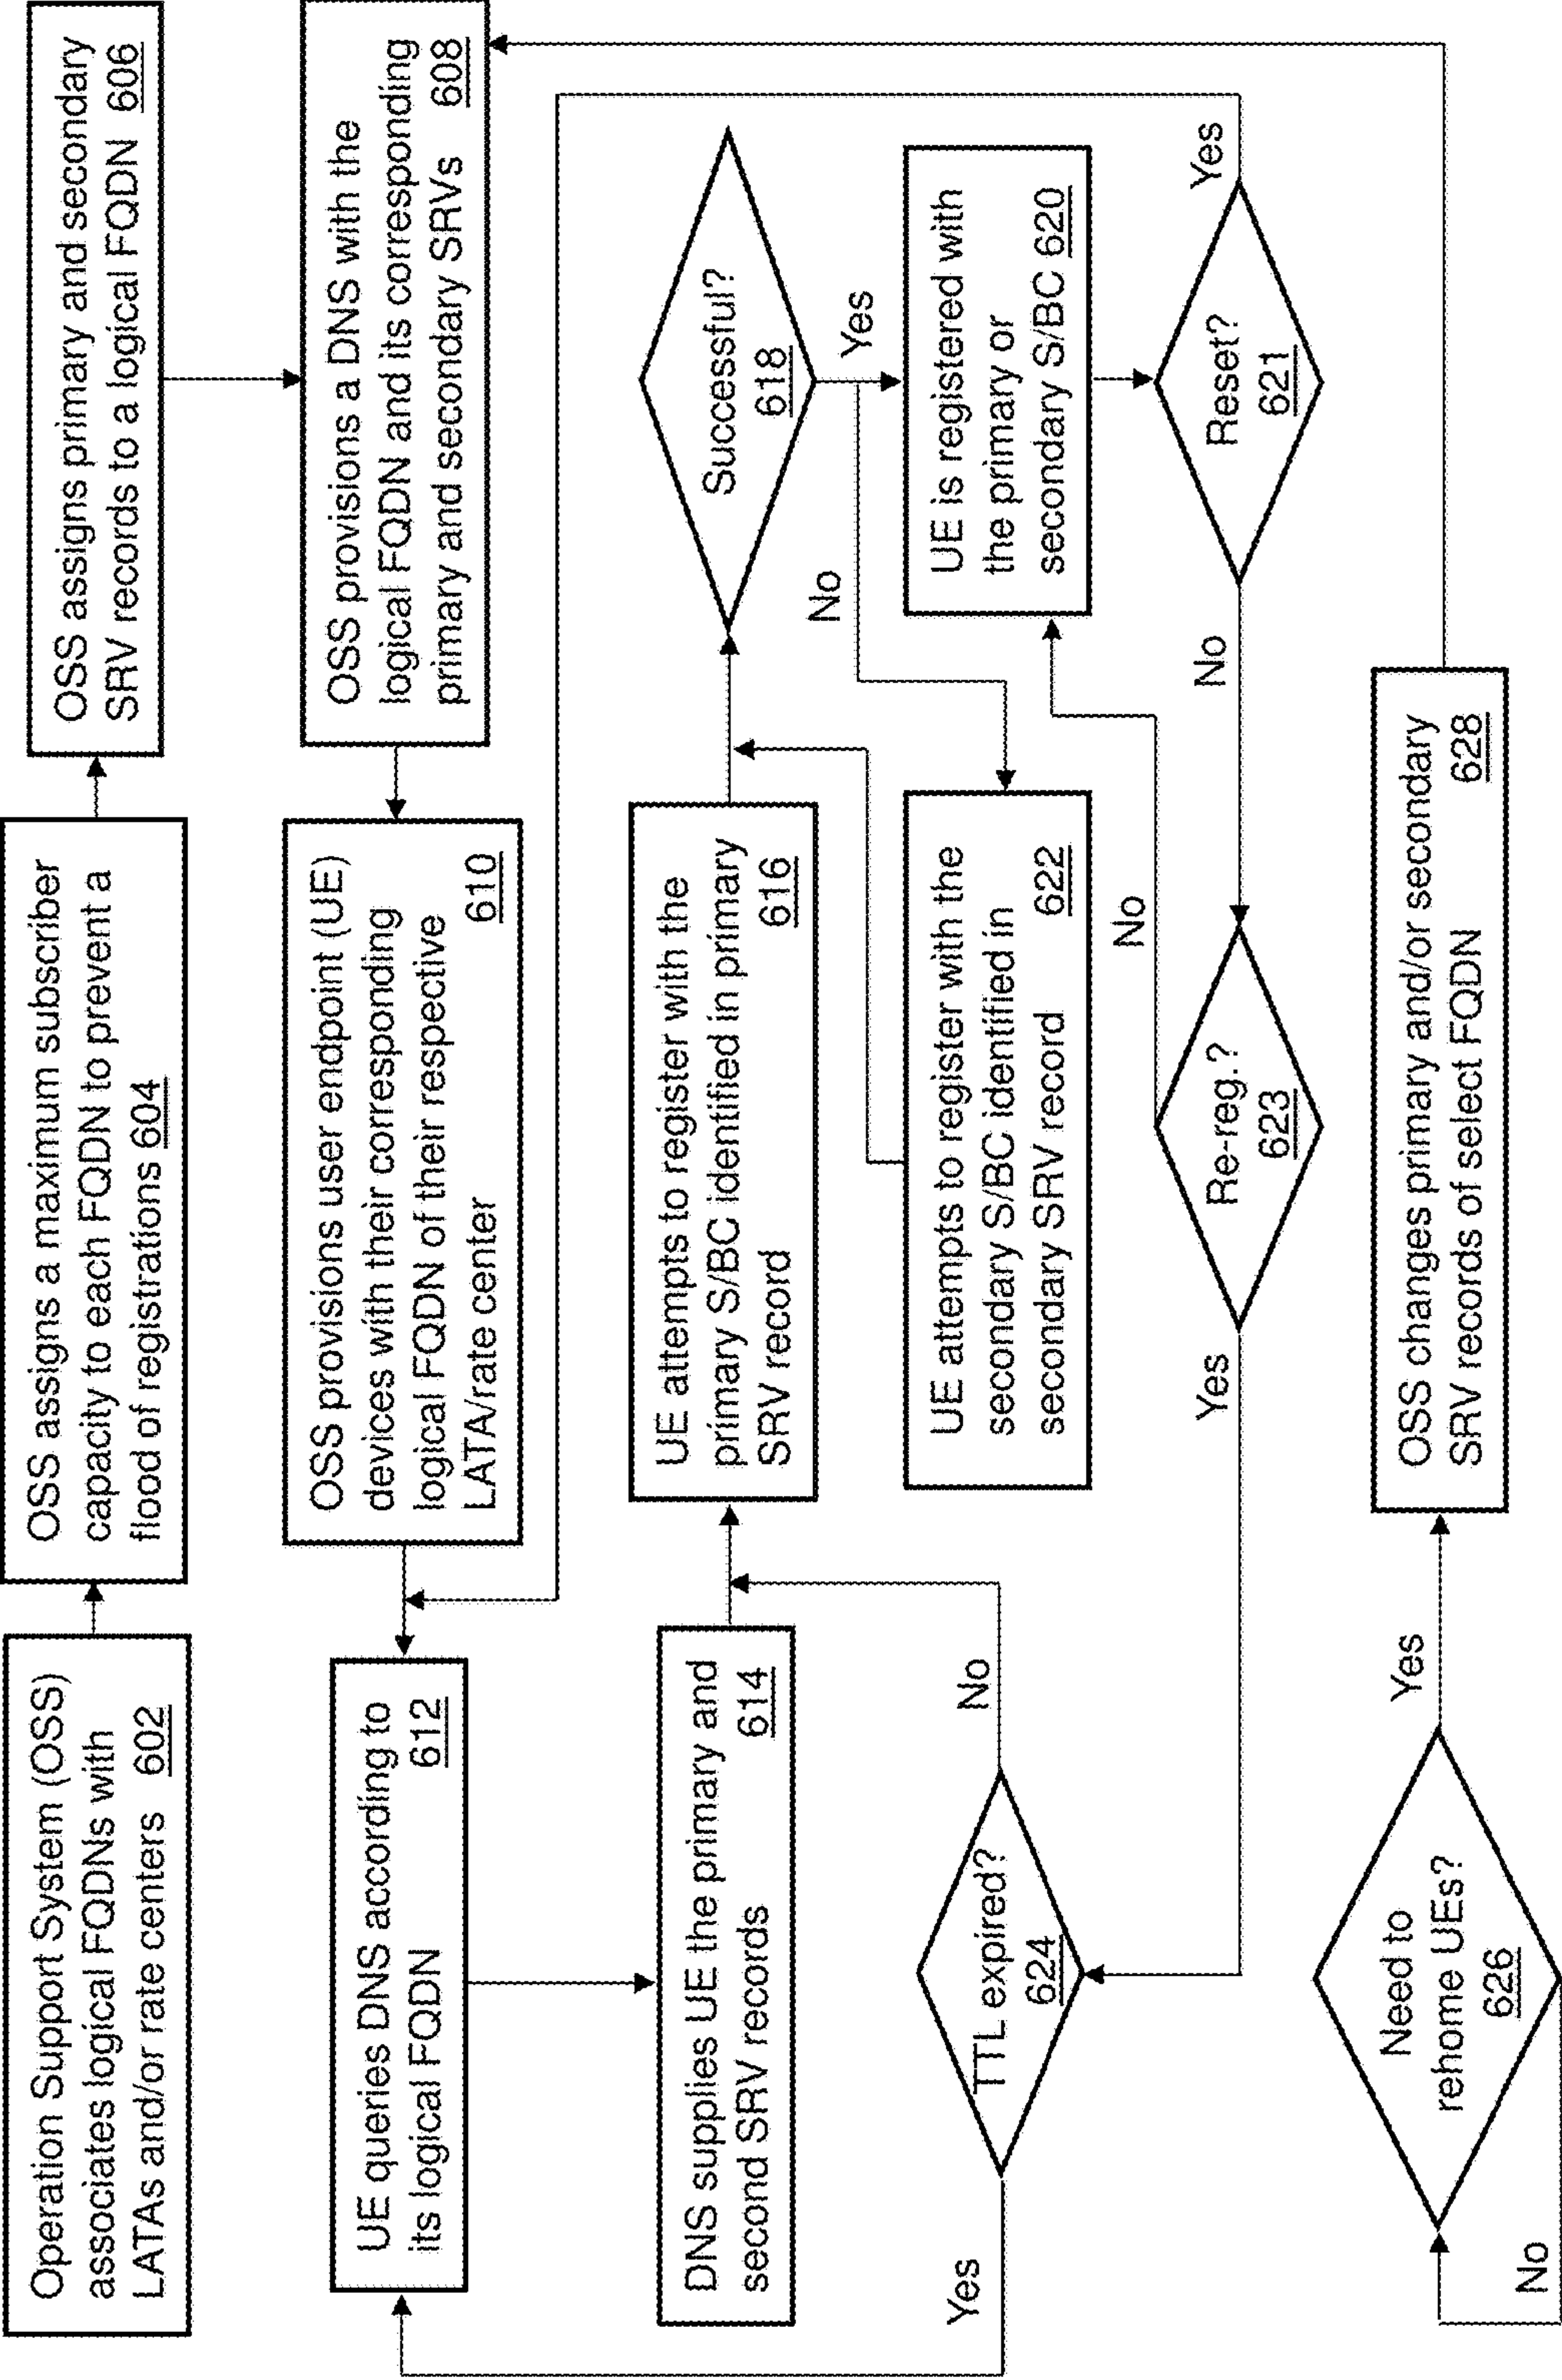 Operation Support System (OSS)
associates logical FQDNs with
LATAs and/or rate centers 602
OSS assigns a maximum subscriber
capacity to each FQDN to prevent a
flood of registrations 604
OSS assigns primary and secondary
SRV records to a logical FQDN 606
OSS provisions a DNS with the
logical FQDN and its corresponding
primary and secondary SRVs 608
OSS provisions user endpoint (UE)
devices with their corresponding
logical FQDN of their respective
LATA/rate center 610
UE queries DNS according to
its logical FQDN 612
DNS supplies UE the primary and
second SRV records 614
UE attempts to register with the
primary S/BC identified in primary
SRV record 616
Successful?
618
Yes
No
UE is registered with
the primary or
secondary S/BC 620
UE attempts to register with the
secondary S/BC identified in
secondary SRV record 622
Reset?
621
Yes
No
Re-reg.?
623
No
Yes
TTL expired?
624
No
Yes
Need to
rehome UEs?
626
No
Yes
OSS changes primary and/or secondary
SRV records of select FQDN 628